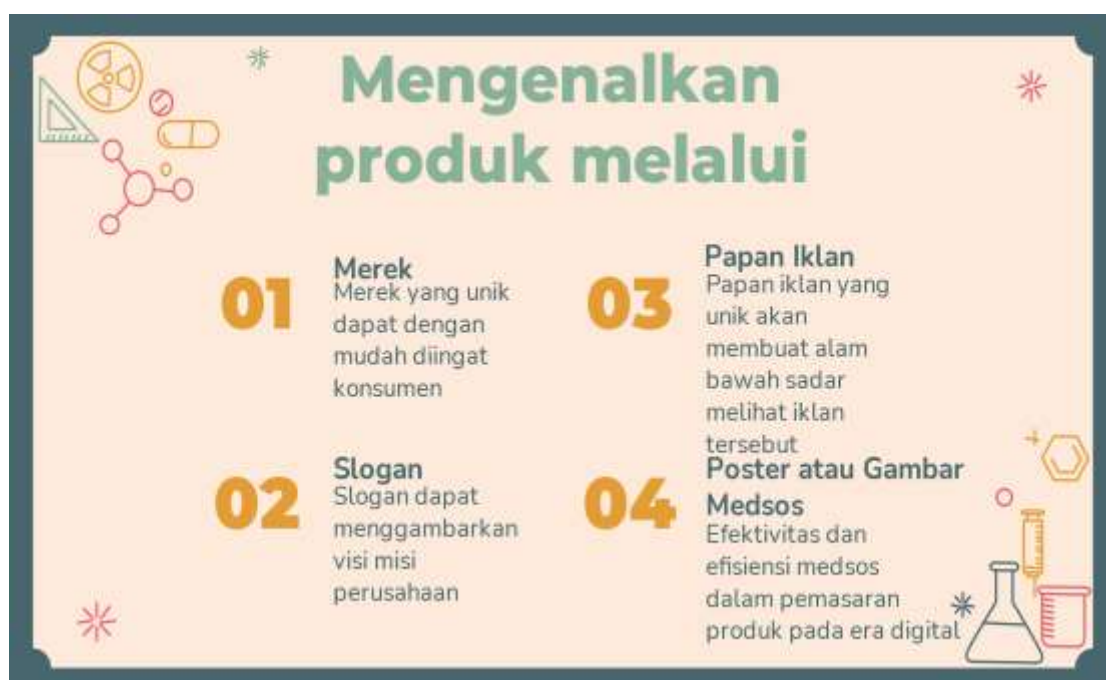 Mengenalkan
produk melalui
01
Merek
Merek yang unik
dapat dengan
mudah diingat
konsumen
02
Slogan
Slogan dapat
menggambarkan
visi misi
perusahaan
03
Papan Iklan
Papan iklan yang
unik akan
membuat alam
bawah sadar
melihat iklan
tersebut
04
Poster atau Gambar
Medsos
Efektivitas dan
efisiensi medsos
dalam pemasaran
produk pada era digital